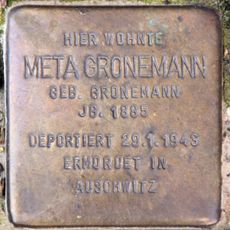 HIER WOHNTE
META GRONEMANN
GEB. GRONEMANN
JG. 1885
DEPORTIERT 29.1.1943
ERMORDET IN
AUSCHWITZ